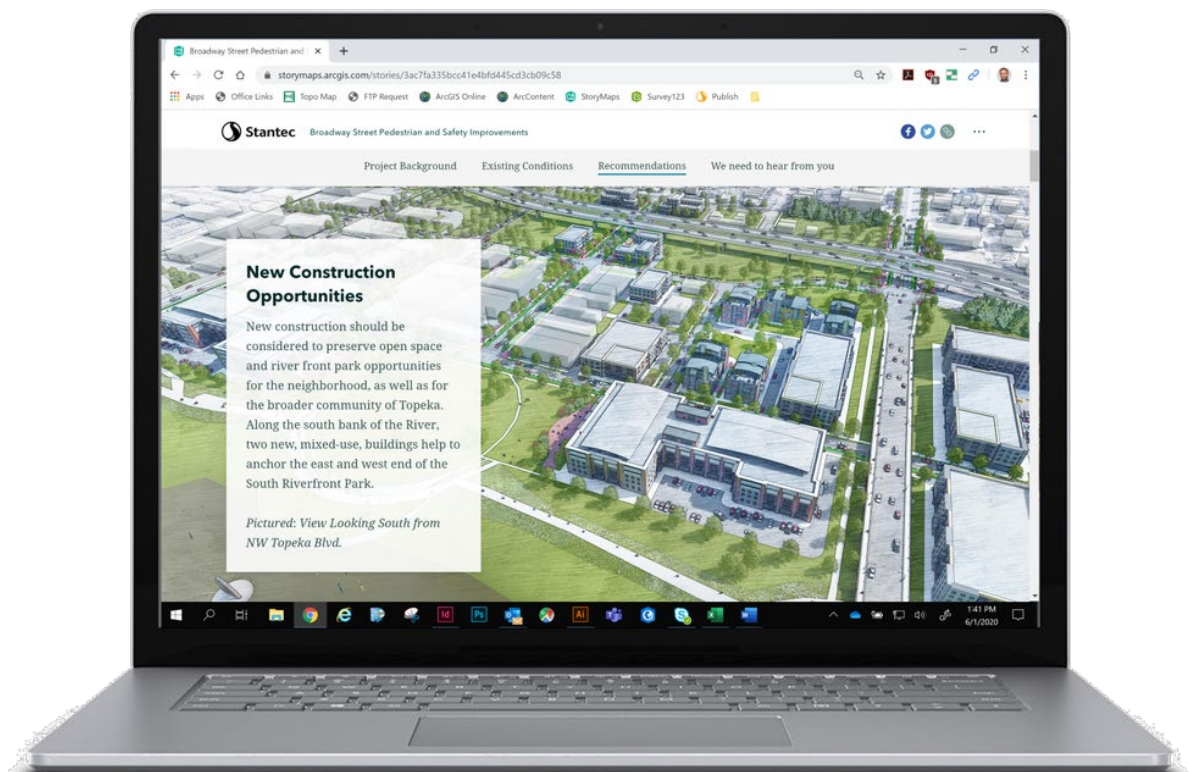 Broadway Street Pedestrian and
storymaps.arcgis.com/stories/3ac7fa335bcc41e4bfd445cd3cb09c58
Apps Office Links Topo Map FTP Request ArcGIS Online ArcContent StoryMaps Survey123 Publish
Stantec Broadway Street Pedestrian and Safety Improvements
Project Background Existing Conditions Recommendations We need to hear from you
New Construction
Opportunities
New construction should be
considered to preserve open space
and river front park opportunities
for the neighborhood, as well as for
the broader community of Topeka.
Along the south bank of the River,
two new, mixed-use, buildings help to
anchor the east and west end of the
South Riverfront Park.
Pictured: View Looking South from
NW Topeka Blvd.
Id Ps Ai
1:41 PM
6/1/2020